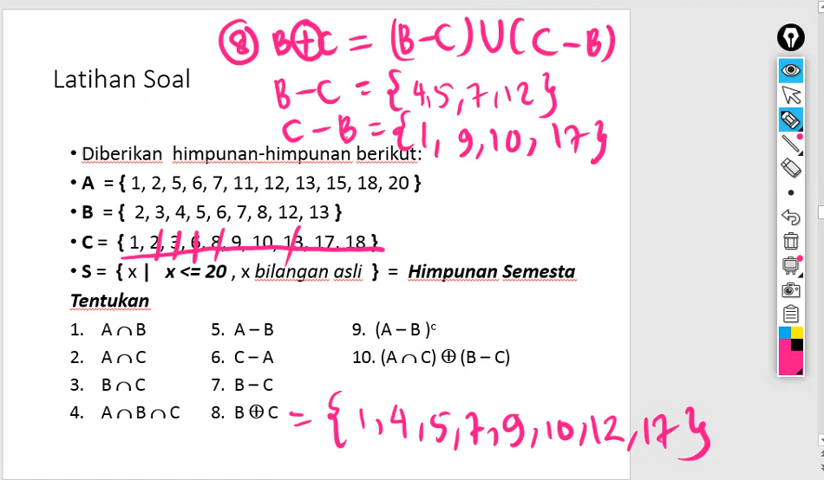 ⑧ B⊕C = (B-C) ∪ (C-B)
Latihan Soal
B-C = {4,5,7,12}
C-B = {1, 9,10, 17}
• Diberikan himpunan-himpunan berikut:
• A = { 1, 2, 5, 6, 7, 11, 12, 13, 15, 18, 20 }
• B = { 2, 3, 4, 5, 6, 7, 8, 12, 13 }
• C = { 1, 2, 3, 6, 8, 9, 10, 13, 17, 18 }
• S = { x | x <= 20 , x bilangan asli } = Himpunan Semesta
Tentukan
1. A ∩ B 5. A – B 9. (A – B )ᶜ
2. A ∩ C 6. C – A 10. (A ∩ C) ⊕ (B – C)
3. B ∩ C 7. B – C
4. A ∩ B ∩ C 8. B ⊕ C = {1,4,5,7,9,10,12,17}